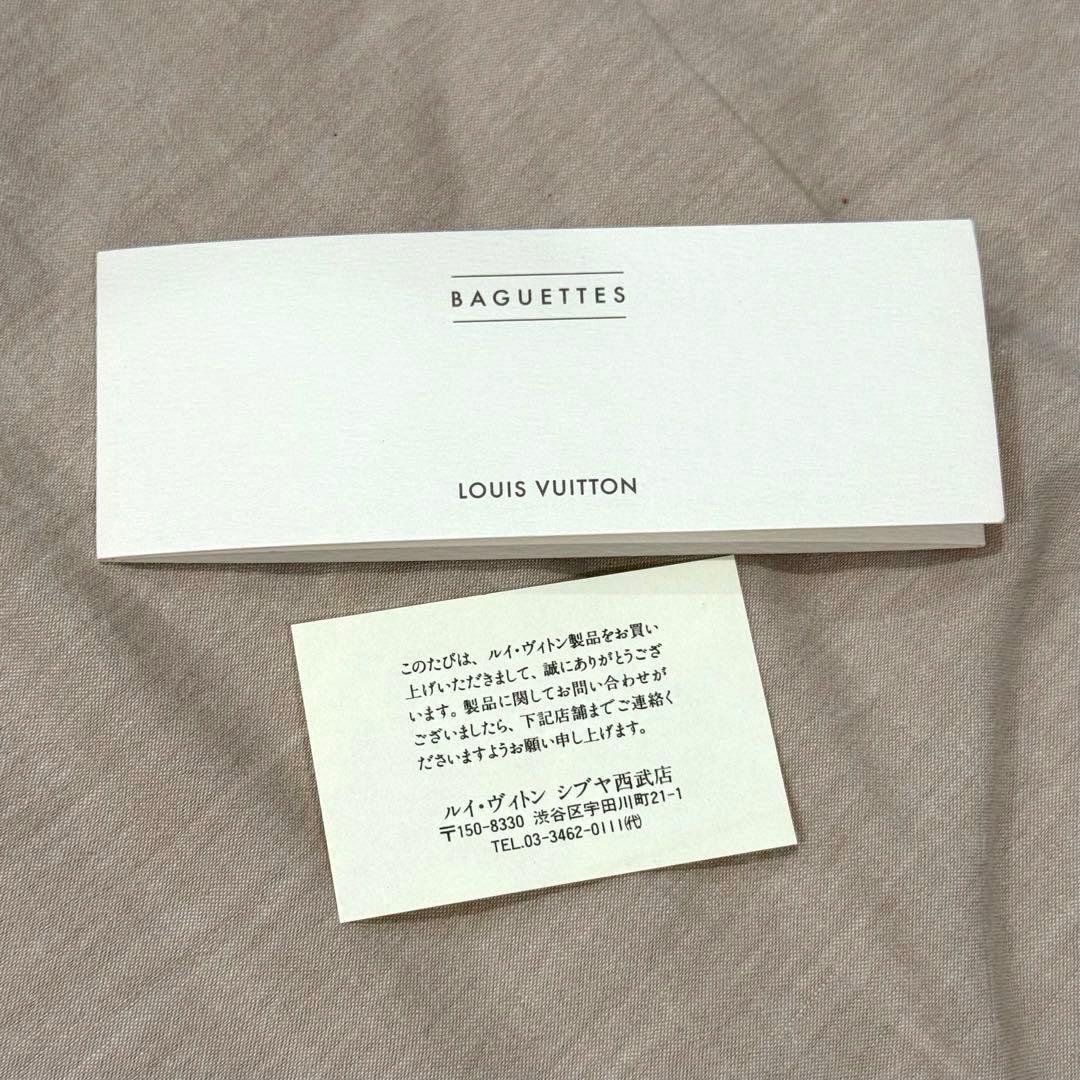 BAGUETTES
LOUIS VUITTON
このたびは、ルイ・ヴィトン製品をお買い
上げいただきまして、誠にありがとうござ
います。製品に関してお問い合わせが
ございましたら、下記店舗までご連絡く
ださいますようお願い申し上げます。
ルイ・ヴィトン シブヤ西武店
〒150-8330 渋谷区宇田川町21-1
TEL.03-3462-0111㈹